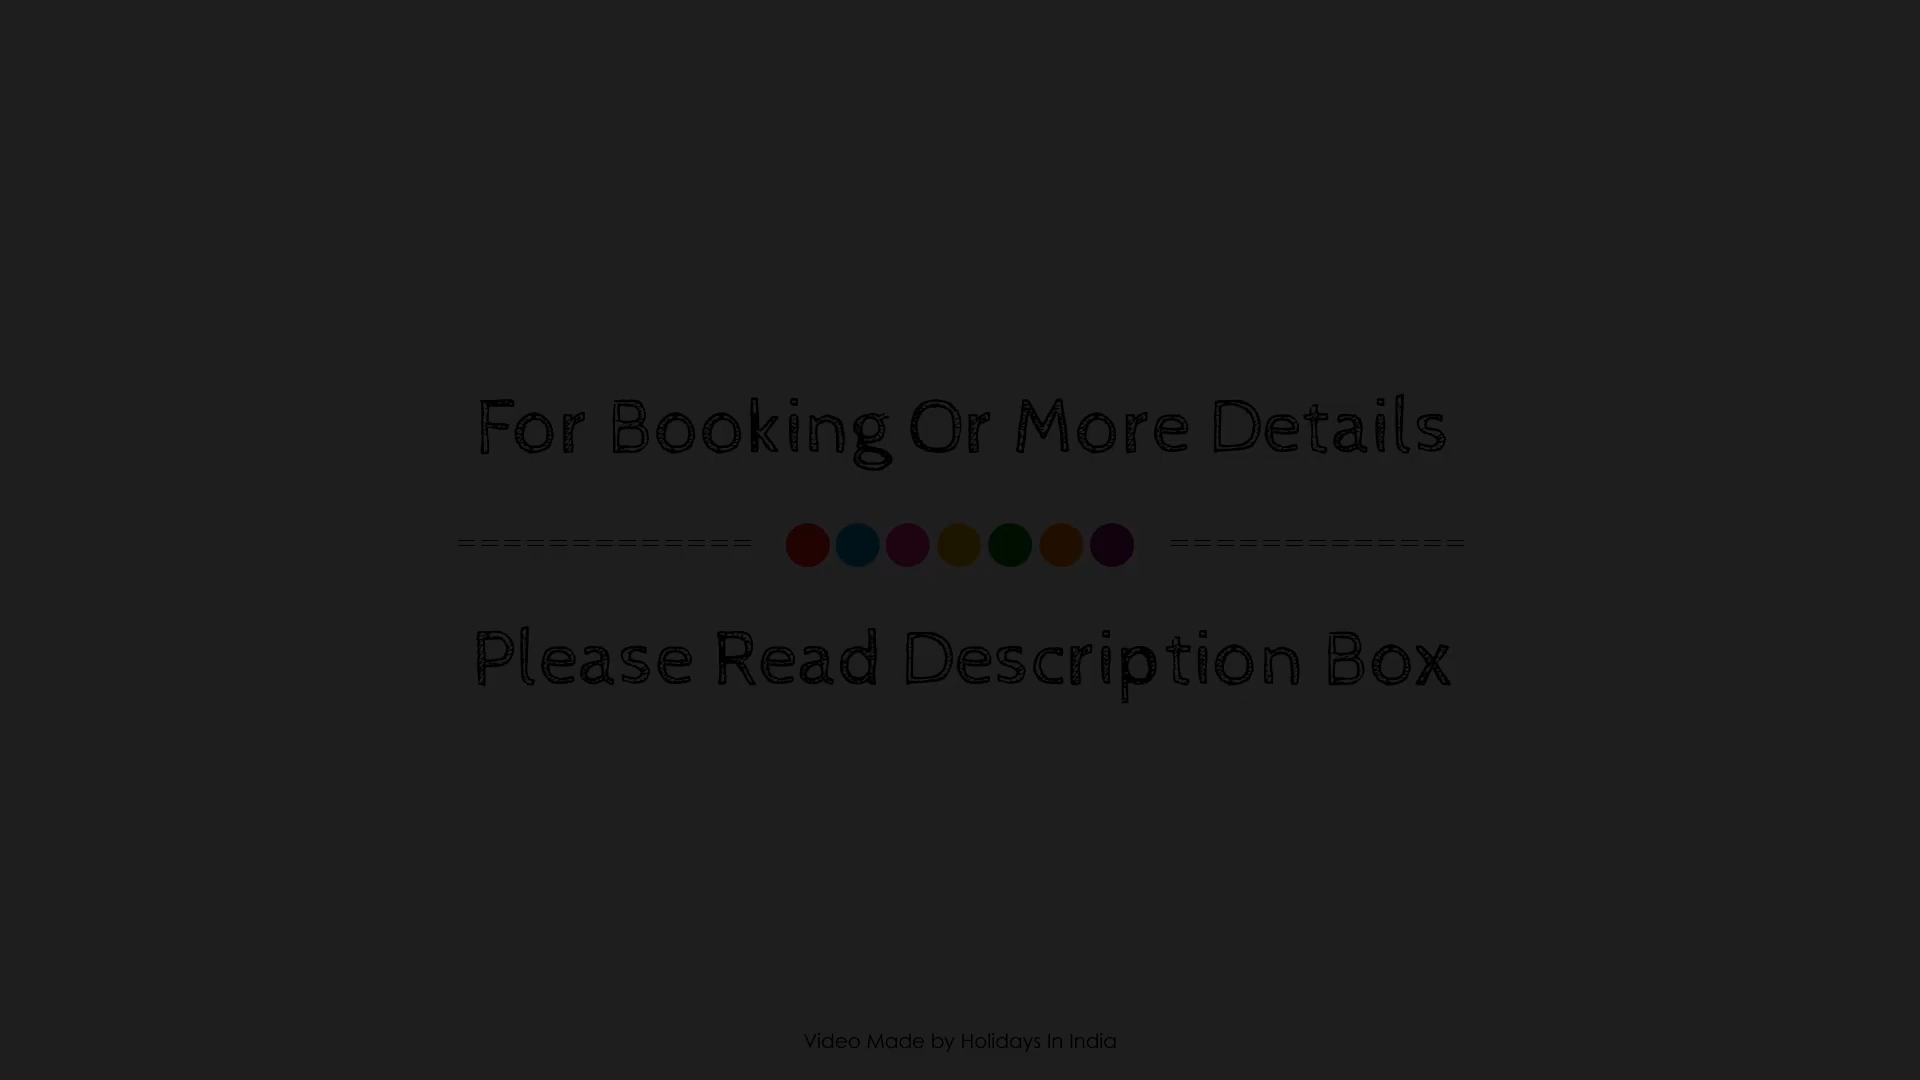 For Booking Or More Details
============= =============
Please Read Description Box
Video Made by Holidays In India